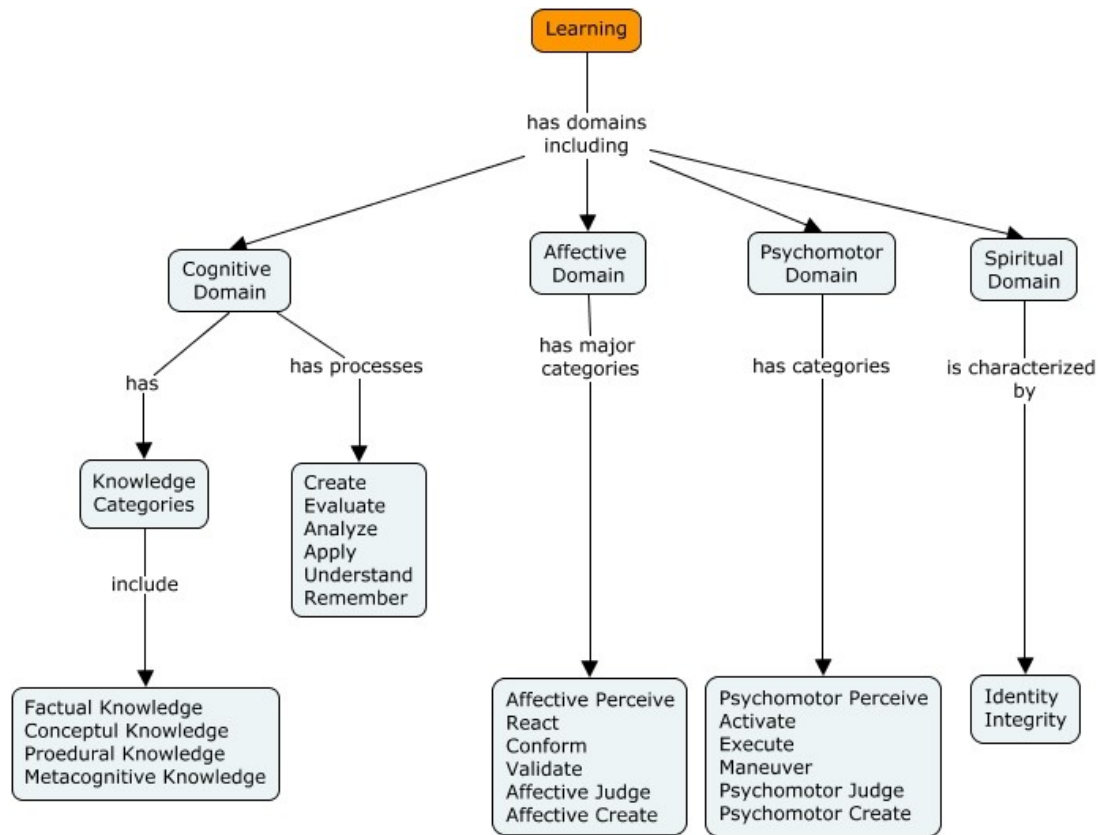 Learning
has domains
including
Cognitive
Domain
Affective
Domain
Psychomotor
Domain
Spiritual
Domain
has
has processes
has major
categories
has categories
is characterized
by
Knowledge
Categories
Create
Evaluate
Analyze
Apply
Understand
Remember
include
Factual Knowledge
Conceptul Knowledge
Proedural Knowledge
Metacognitive Knowledge
Affective Perceive
React
Conform
Validate
Affective Judge
Affective Create
Psychomotor Perceive
Activate
Execute
Maneuver
Psychomotor Judge
Psychomotor Create
Identity
Integrity